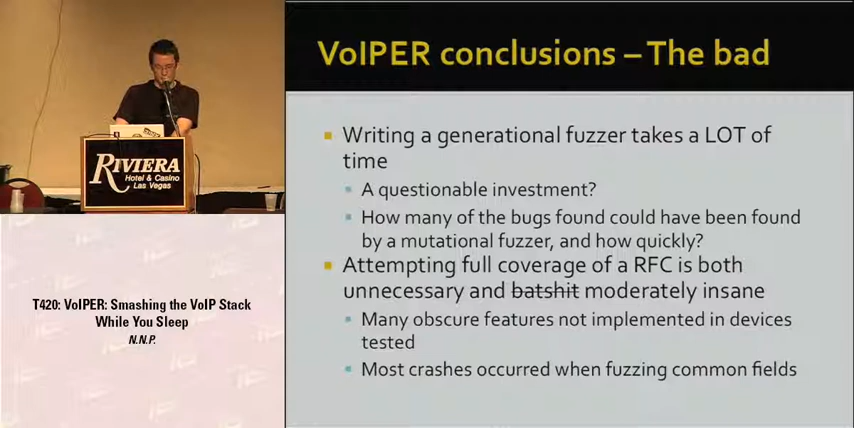 VoIPER conclusions – The bad
Writing a generational fuzzer takes a LOT of
time
A questionable investment?
How many of the bugs found could have been found
by a mutational fuzzer, and how quickly?
Attempting full coverage of a RFC is both
unnecessary and batshit moderately insane
Many obscure features not implemented in devices
tested
Most crashes occurred when fuzzing common fields
RIVIERA
Hotel & Casino
Las Vegas
T420: VoIPER: Smashing the VoIP Stack
While You Sleep
N.N.P.